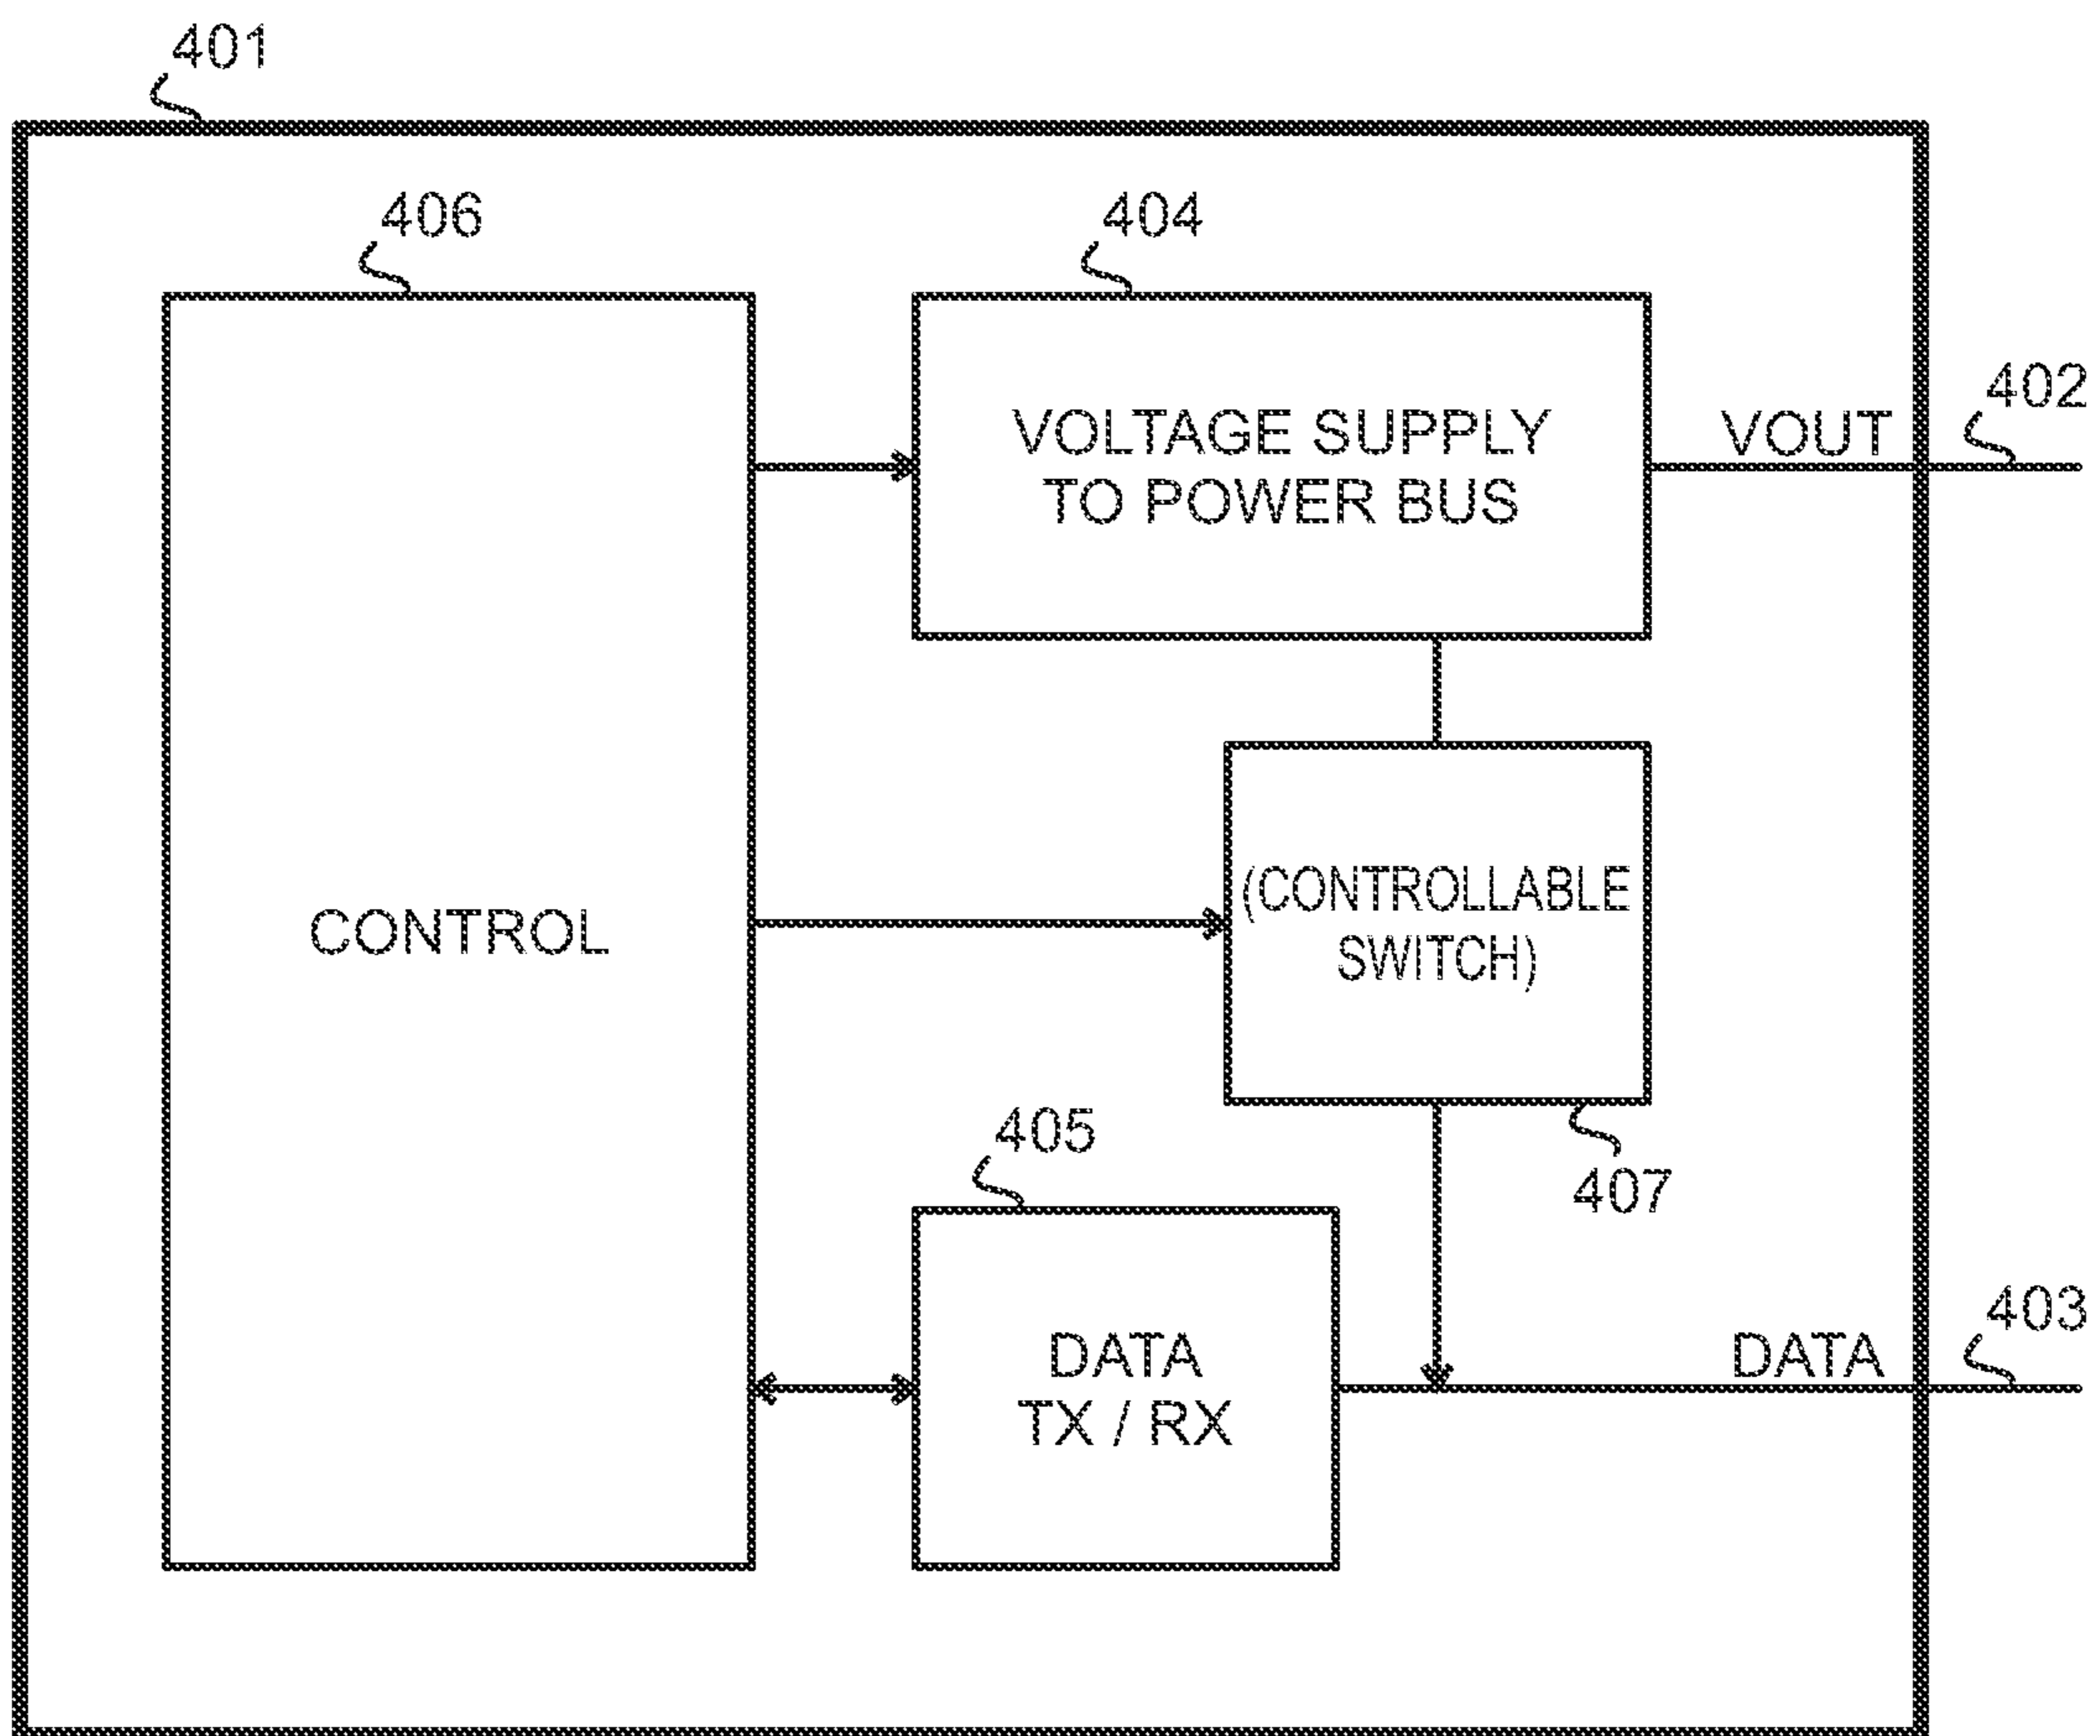 401
406
404
402
VOLTAGE SUPPLY
TO POWER BUS
VOUT
(CONTROLLABLE
SWITCH)
CONTROL
405
407
403
DATA
TX / RX
DATA